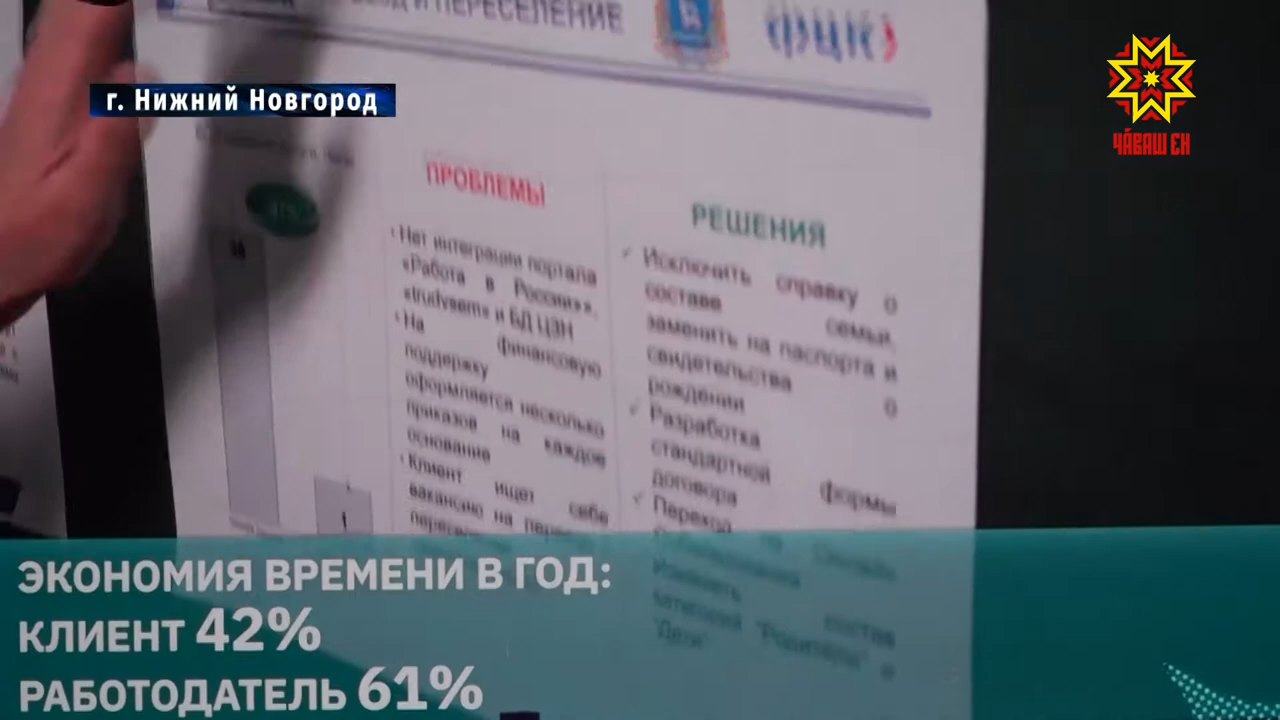 И ПЕРЕСЕЛЕНИЕ
ФЦК
г. Нижний Новгород
ЧӐВАШ ЕН
ПРОБЛЕМЫ
Нет интеграции портала
«Работа в России»,
«trudvsem» и БД ЦЗН
На финансовую
поддержку
оформляется несколько
приказов на каждое
основание
Клиент ищет себе
вакансию на
РЕШЕНИЯ
✓ Исключить справку о
составе семьи,
заменить на паспорта и
свидетельства о
рождении
✓ Разработка
стандартной формы
договора
✓ Переход
ЭКОНОМИЯ ВРЕМЕНИ В ГОД:
КЛИЕНТ 42%
РАБОТОДАТЕЛЬ 61%